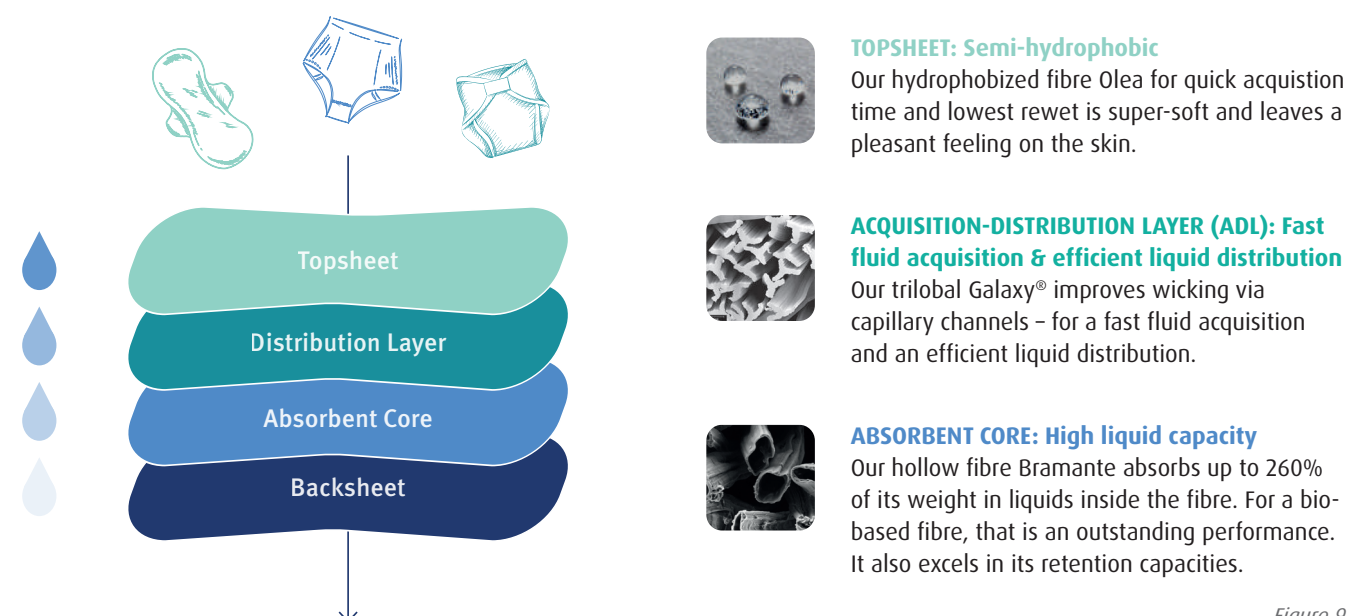 Topsheet
Distribution Layer
Absorbent Core
Backsheet
TOPSHEET: Semi-hydrophobic
Our hydrophobized fibre Olea for quick acquistion
time and lowest rewet is super-soft and leaves a
pleasant feeling on the skin.
ACQUISITION-DISTRIBUTION LAYER (ADL): Fast
fluid acquisition & efficient liquid distribution
Our trilobal Galaxy® improves wicking via
capillary channels – for a fast fluid acquisition
and an efficient liquid distribution.
ABSORBENT CORE: High liquid capacity
Our hollow fibre Bramante absorbs up to 260%
of its weight in liquids inside the fibre. For a bio-
based fibre, that is an outstanding performance.
It also excels in its retention capacities.
Figure 9